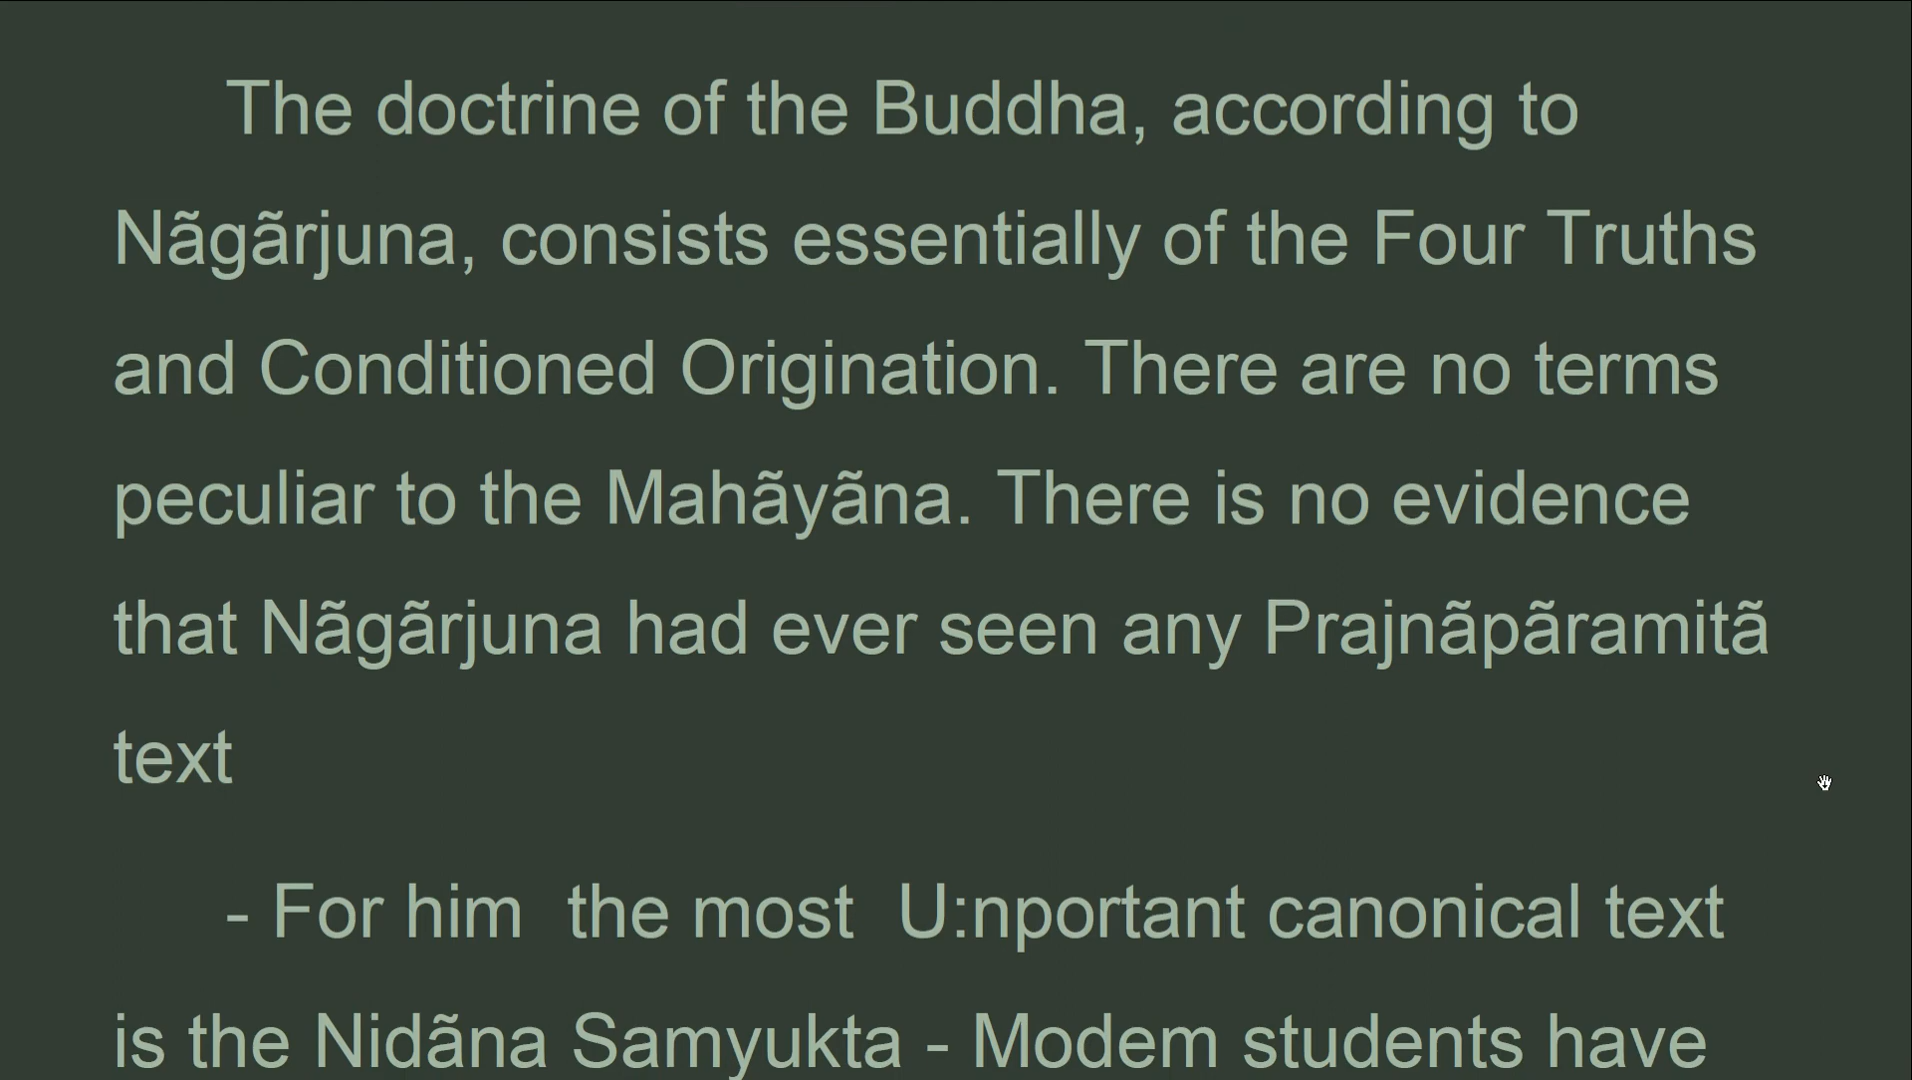 The doctrine of the Buddha, according to
Nãgãrjuna, consists essentially of the Four Truths
and Conditioned Origination. There are no terms
peculiar to the Mahãyãna. There is no evidence
that Nãgãrjuna had ever seen any Prajnãpãramitã
text
- For him  the most  U:nportant canonical text
is the Nidãna Samyukta - Modem students have